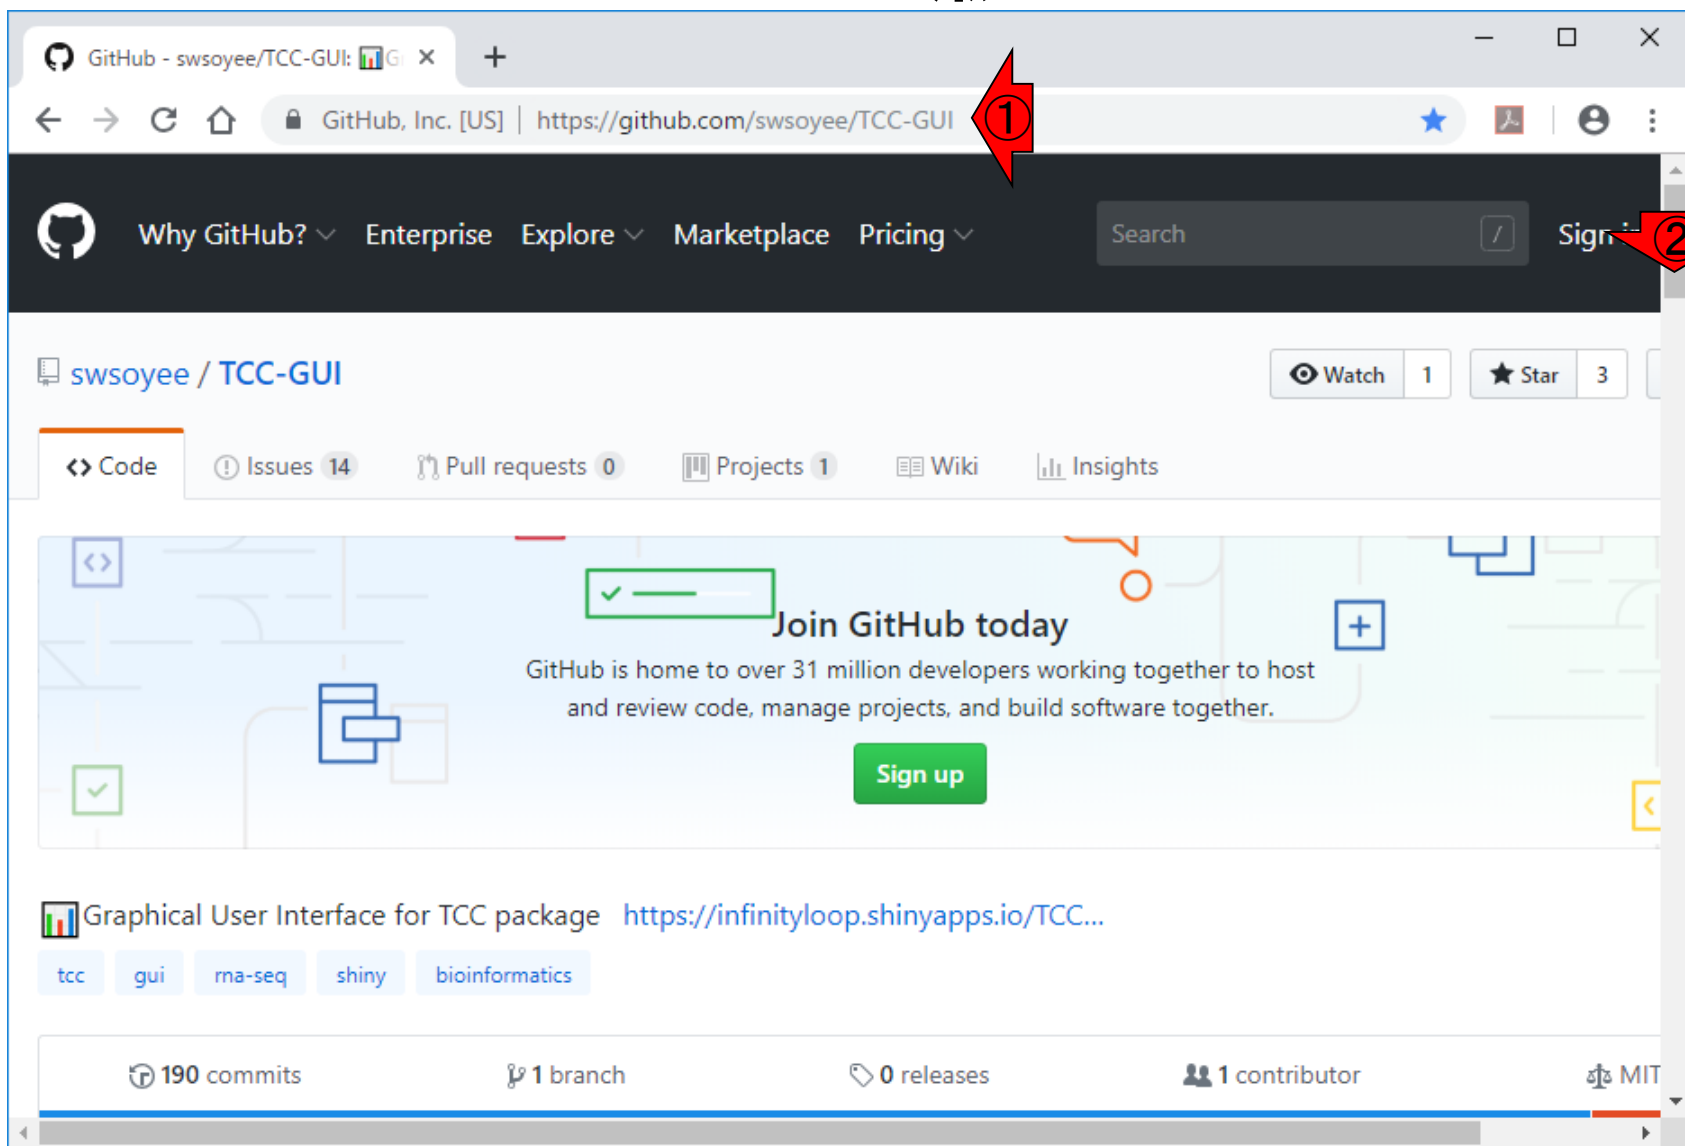 GitHub - swsoyee/TCC-GUI:
GitHub, Inc. [US] | https://github.com/swsoyee/TCC-GUI
①
Why GitHub? Enterprise Explore Marketplace Pricing Search / Sign in
②
swsoyee / TCC-GUI Watch 1 Star 3
Code Issues 14 Pull requests 0 Projects 1 Wiki Insights
Join GitHub today
GitHub is home to over 31 million developers working together to host
and review code, manage projects, and build software together.
Sign up
Graphical User Interface for TCC package https://infinityloop.shinyapps.io/TCC...
tcc gui rna-seq shiny bioinformatics
190 commits 1 branch 0 releases 1 contributor MIT